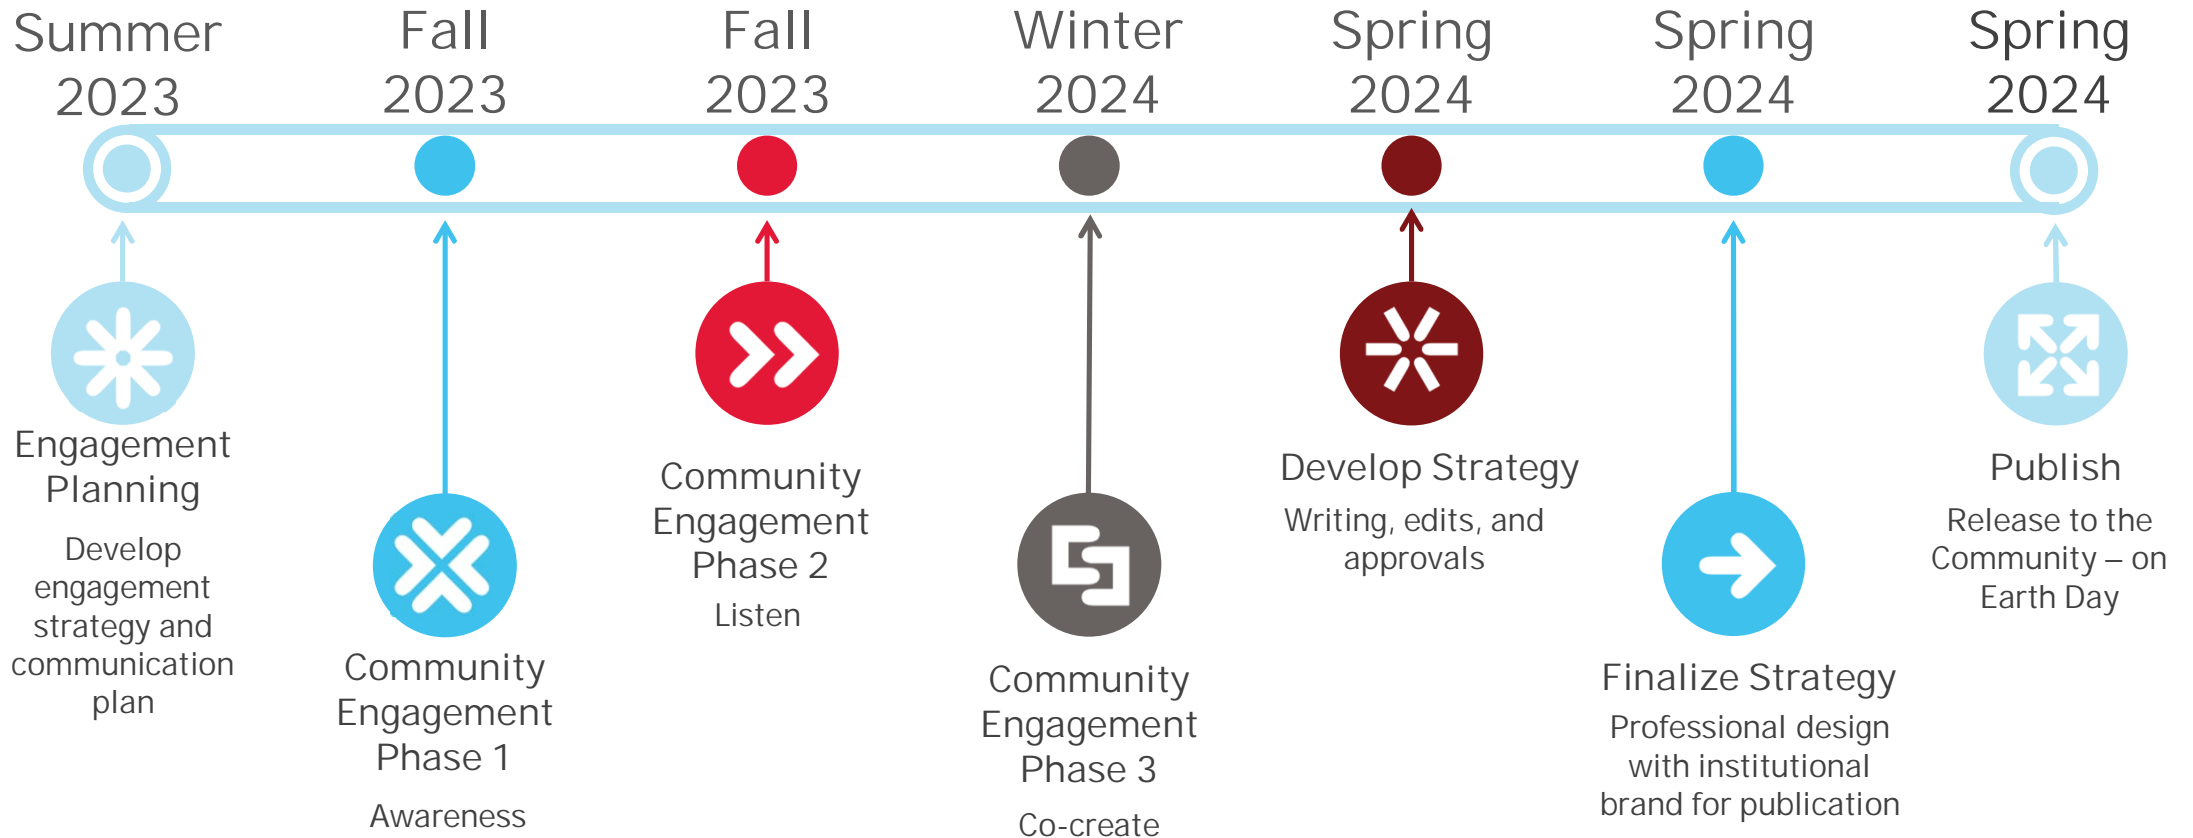 Summer
2023
Fall
2023
Fall
2023
Winter
2024
Spring
2024
Spring
2024
Spring
2024
Engagement
Planning
Develop
engagement
strategy and
communication
plan
Community
Engagement
Phase 1
Awareness
Community
Engagement
Phase 2
Listen
Community
Engagement
Phase 3
Co-create
Develop Strategy
Writing, edits, and
approvals
Finalize Strategy
Professional design
with institutional
brand for publication
Publish
Release to the
Community – on
Earth Day